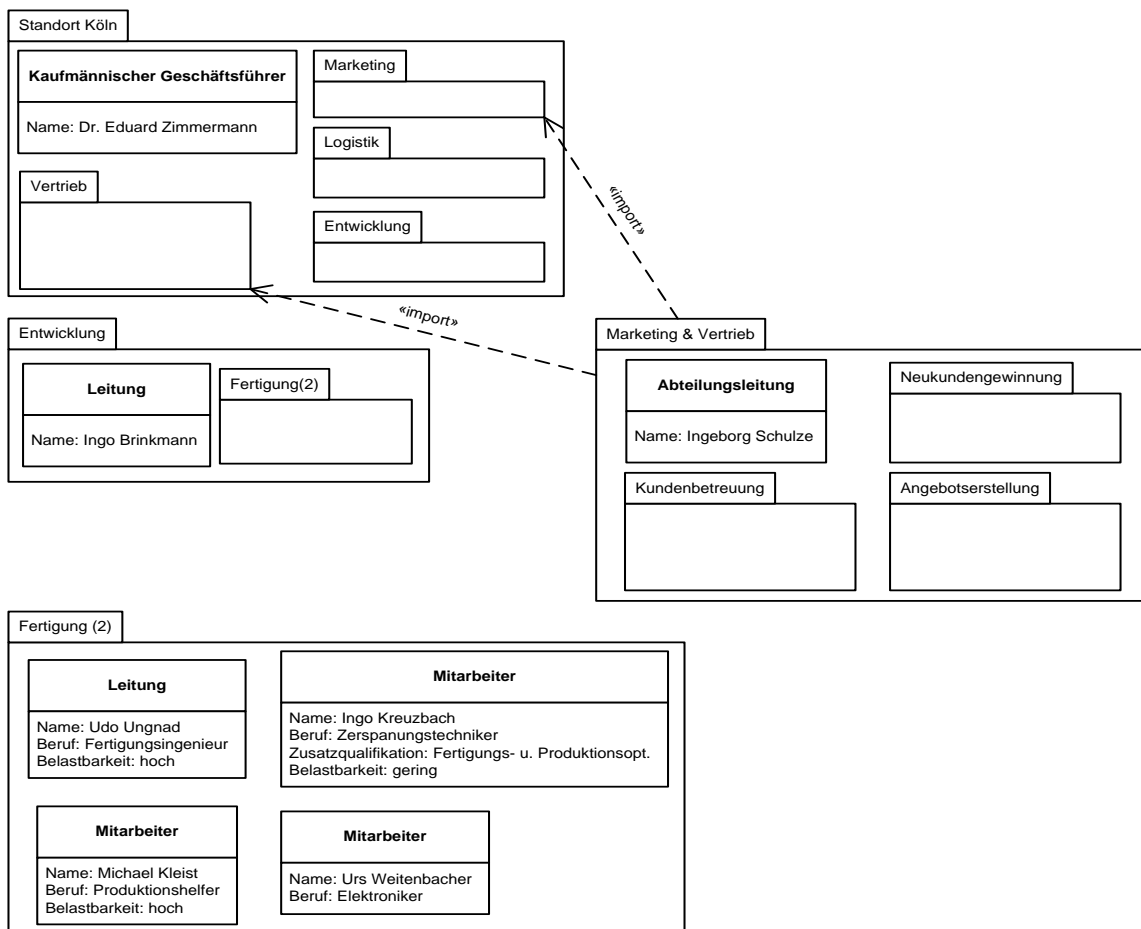 Standort Köln
Kaufmännischer Geschäftsführer
Name: Dr. Eduard Zimmermann
Marketing
Logistik
Vertrieb
Entwicklung
«import»
«import»
Entwicklung
Leitung
Name: Ingo Brinkmann
Fertigung(2)
Marketing & Vertrieb
Abteilungsleitung
Name: Ingeborg Schulze
Neukundengewinnung
Kundenbetreuung
Angebotserstellung
Fertigung (2)
Leitung
Name: Udo Ungnad
Beruf: Fertigungsingenieur
Belastbarkeit: hoch
Mitarbeiter
Name: Ingo Kreuzbach
Beruf: Zerspanungstechniker
Zusatzqualifikation: Fertigungs- u. Produktionsopt.
Belastbarkeit: gering
Mitarbeiter
Name: Michael Kleist
Beruf: Produktionshelfer
Belastbarkeit: hoch
Mitarbeiter
Name: Urs Weitenbacher
Beruf: Elektroniker